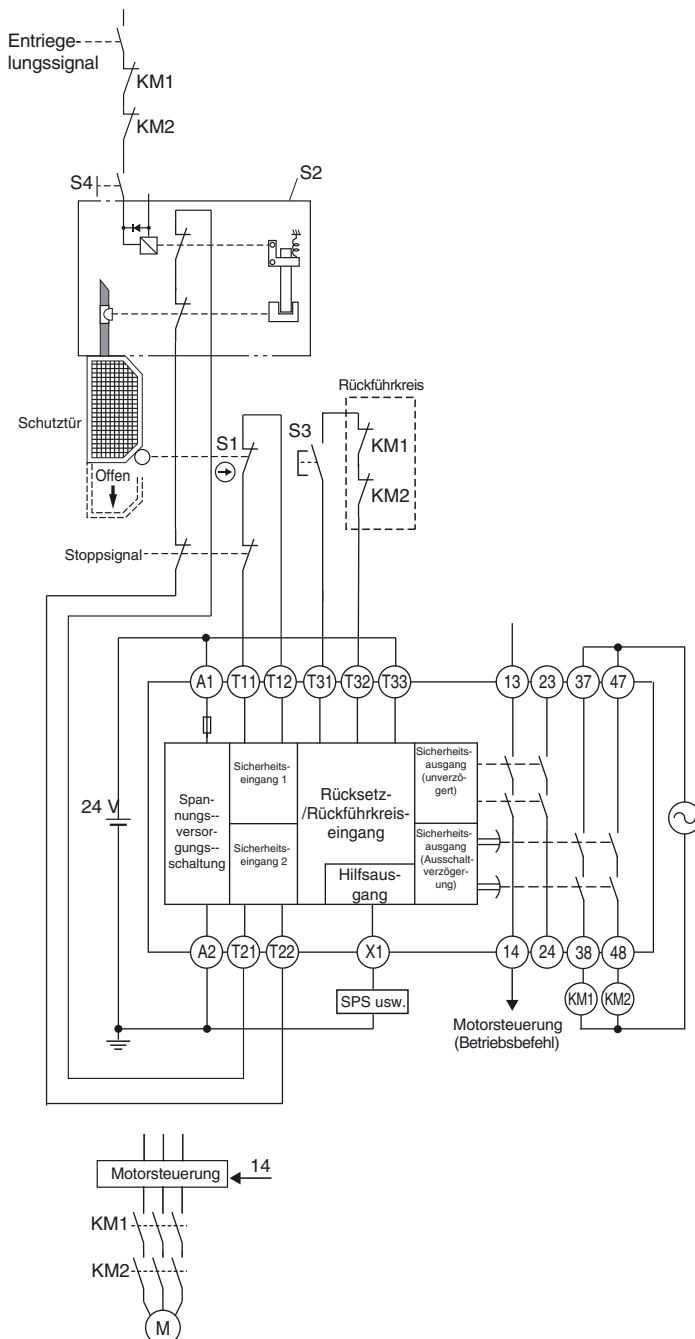 Entriege-
lungssignal
KM1
KM2
S4
S2
Schutztür
Offen
S1
S3
Rückführkreis
KM1
KM2
Stoppsignal
A1 T11 T12 T31 T32 T33 13 23 37 47
24 V
Span-
nungs--
versor-
gungs--
schaltung
Sicherheits-
eingang 1
Sicherheits-
eingang 2
Rücksetz-
/Rückführkreis-
eingang
Hilfsaus-
gang
Sicherheits-
ausgang
(unverzö-
gert)
Sicherheits-
ausgang
(Ausschalt-
verzöge-
rung)
A2 T21 T22 X1 14 24 38 48
SPS usw.
KM1 KM2
Motorsteuerung
(Betriebsbefehl)
Motorsteuerung
14
KM1
KM2
M